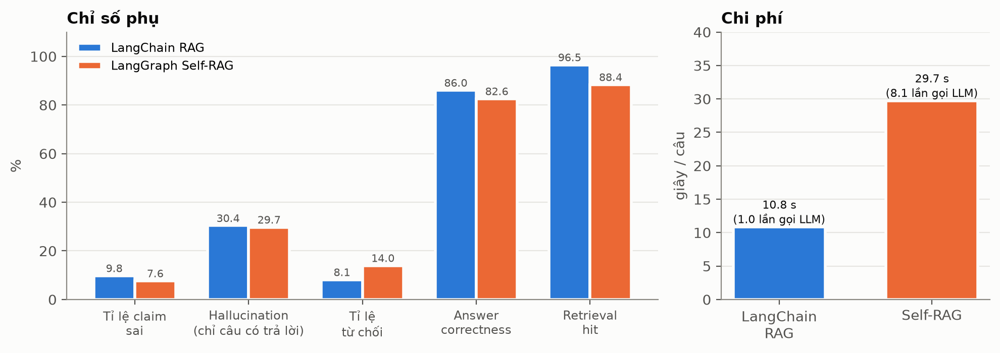 Chỉ số phụ
LangChain RAG
LangGraph Self-RAG
%
100
80
60
40
20
0
9.8
7.6
30.4
29.7
8.1
14.0
86.0
82.6
96.5
88.4
Tỉ lệ claim
sai
Hallucination
(chỉ câu có trả lời)
Tỉ lệ
từ chối
Answer
correctness
Retrieval
hit
Chi phí
giây / câu
40
35
30
25
20
15
10
5
0
10.8 s
(1.0 lần gọi LLM)
29.7 s
(8.1 lần gọi LLM)
LangChain
RAG
Self-RAG